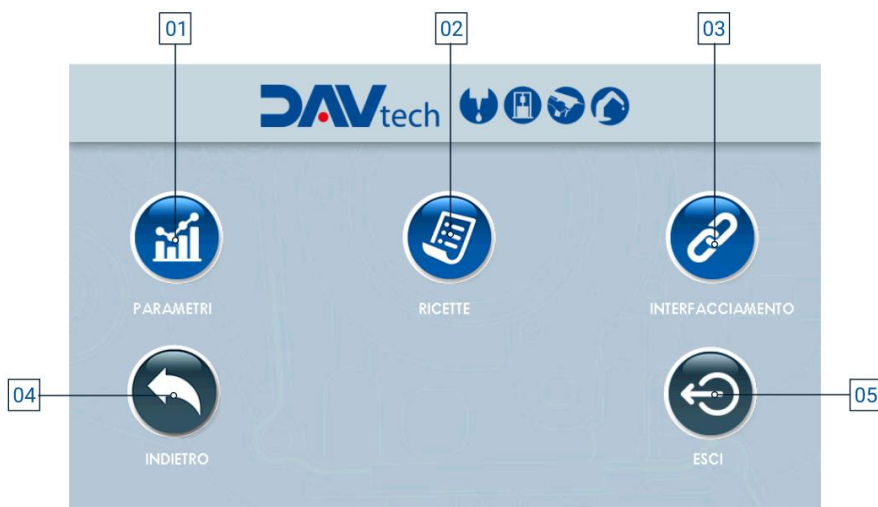 01 02 03
DAVtech
PARAMETRI RICETTE INTERFACCIAMENTO
04 05
INDIETRO ESCI